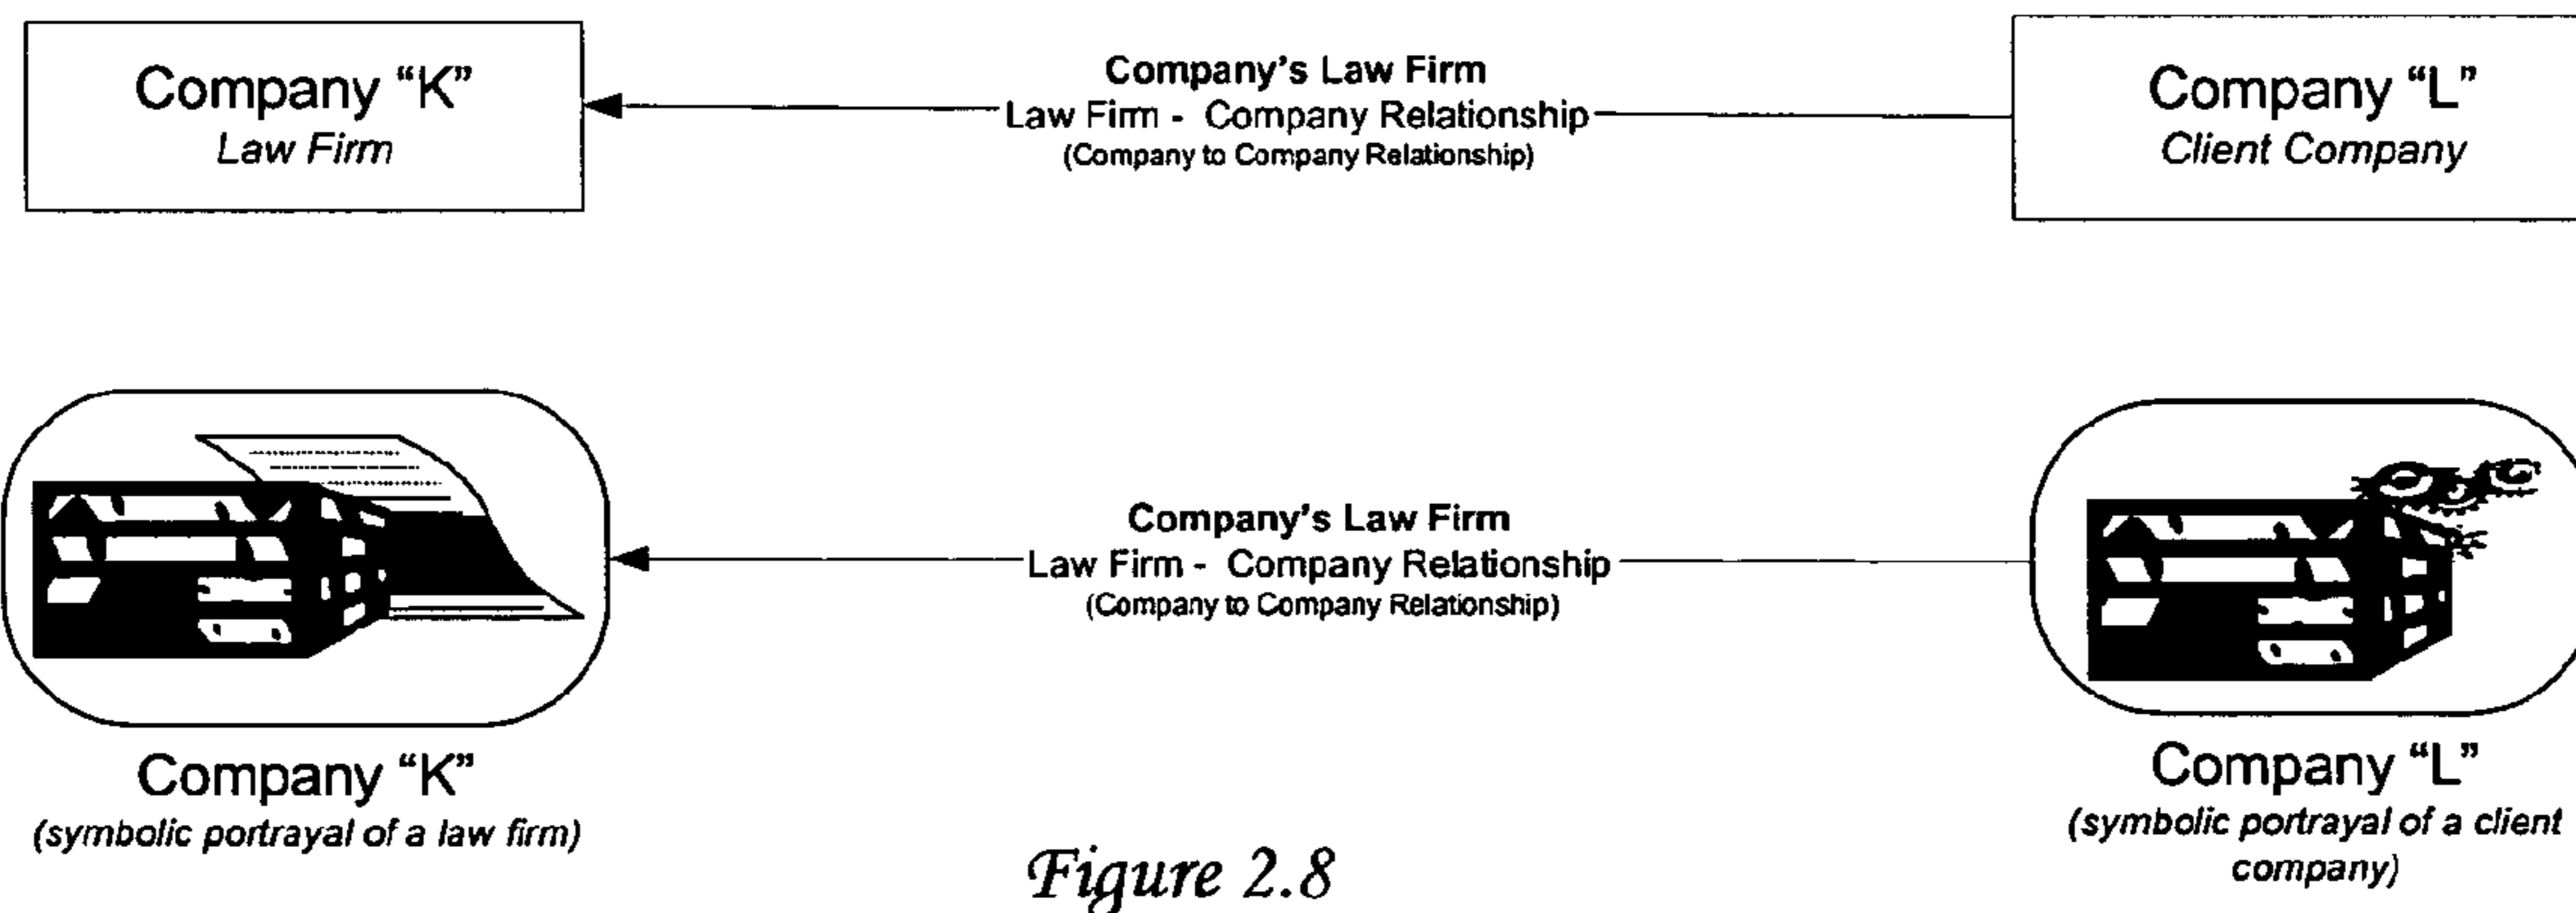 Company “K”
Law Firm
Company’s Law Firm
Law Firm - Company Relationship
(Company to Company Relationship)
Company “L”
Client Company
Company’s Law Firm
Law Firm - Company Relationship
(Company to Company Relationship)
Company “K”
(symbolic portrayal of a law firm)
Company “L”
(symbolic portrayal of a client
company)
Figure 2.8